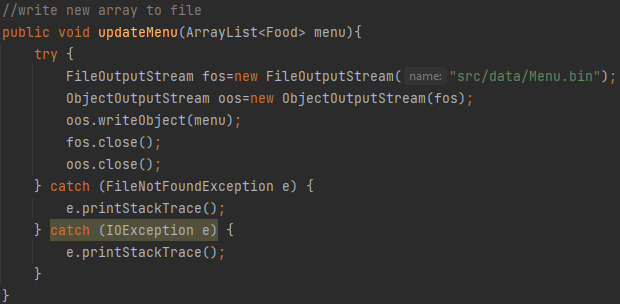 //write new array to file
public void updateMenu(ArrayList<Food> menu){
    try {
        FileOutputStream fos=new FileOutputStream( name: "src/data/Menu.bin");
        ObjectOutputStream oos=new ObjectOutputStream(fos);
        oos.writeObject(menu);
        fos.close();
        oos.close();
    } catch (FileNotFoundException e) {
        e.printStackTrace();
    } catch (IOException e) {
        e.printStackTrace();
    }
}